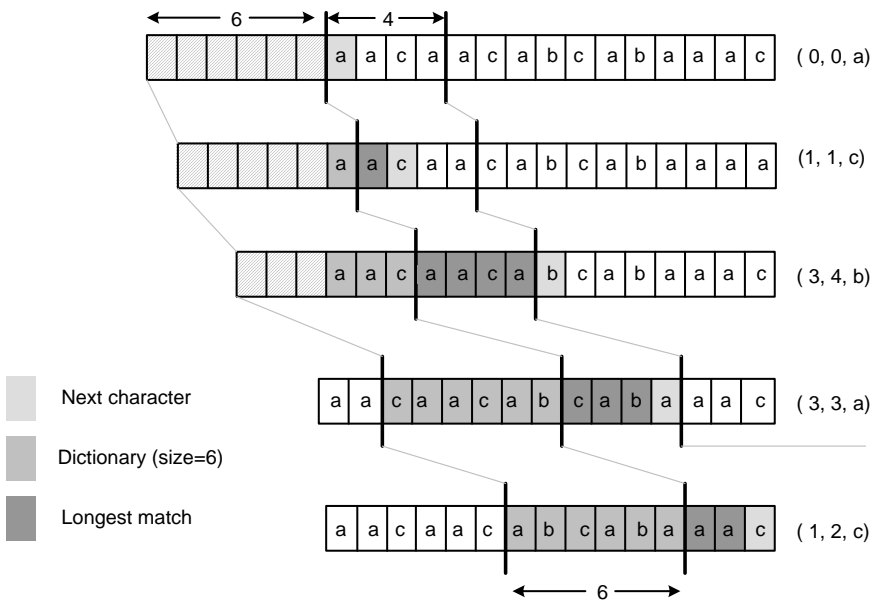 6 4
a a c a a c a b c a b a a a c ( 0, 0, a)
a a c a a c a b c a b a a a a (1, 1, c)
a a c a a c a b c a b a a a c ( 3, 4, b)
a a c a a c a b c a b a a a c ( 3, 3, a)
Next character
Dictionary (size=6)
Longest match
a a c a a c a b c a b a a a c ( 1, 2, c)
6